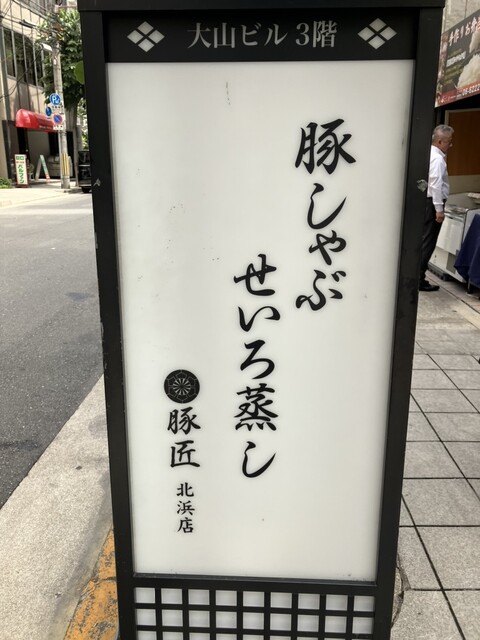 大山ビル 3階
豚しゃぶ
せいろ蒸し
豚匠 北浜店